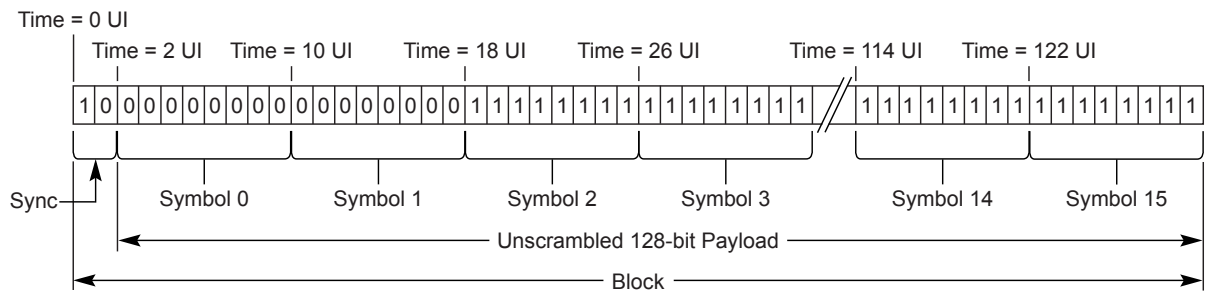 Time = 0 UI
Time = 2 UI Time = 10 UI Time = 18 UI Time = 26 UI Time = 114 UI Time = 122 UI
1 0 0 0 0 0 0 0 0 0 0 0 0 0 0 0 0 0 1 1 1 1 1 1 1 1 1 1 1 1 1 1 1 1 1 1 1 1 1 1 1 1 1 1 1 1 1 1 1 1
Sync Symbol 0 Symbol 1 Symbol 2 Symbol 3 Symbol 14 Symbol 15
Unscrambled 128-bit Payload
Block